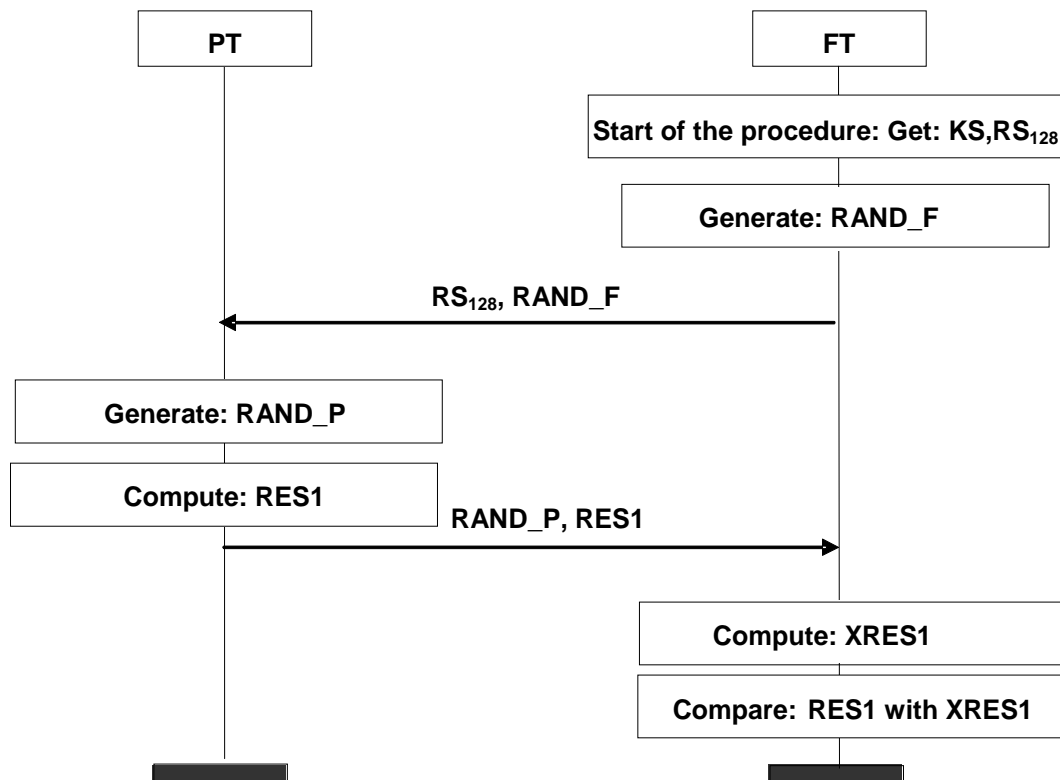 PT
FT
Start of the procedure: Get: KS,RS₁₂₈
Generate: RAND_F
RS₁₂₈, RAND_F
Generate: RAND_P
Compute: RES1
RAND_P, RES1
Compute: XRES1
Compare: RES1 with XRES1